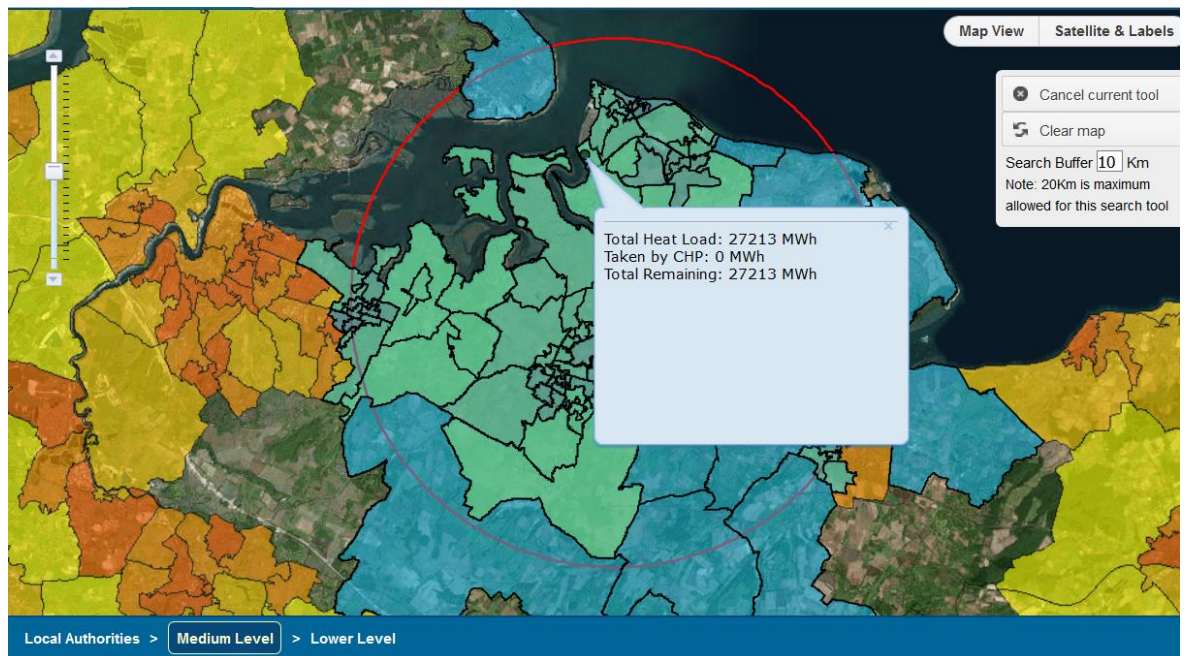 Map View Satellite & Labels
Cancel current tool
Clear map
Search Buffer 10 Km
Note: 20Km is maximum
allowed for this search tool
Total Heat Load: 27213 MWh
Taken by CHP: 0 MWh
Total Remaining: 27213 MWh
Local Authorities > Medium Level > Lower Level